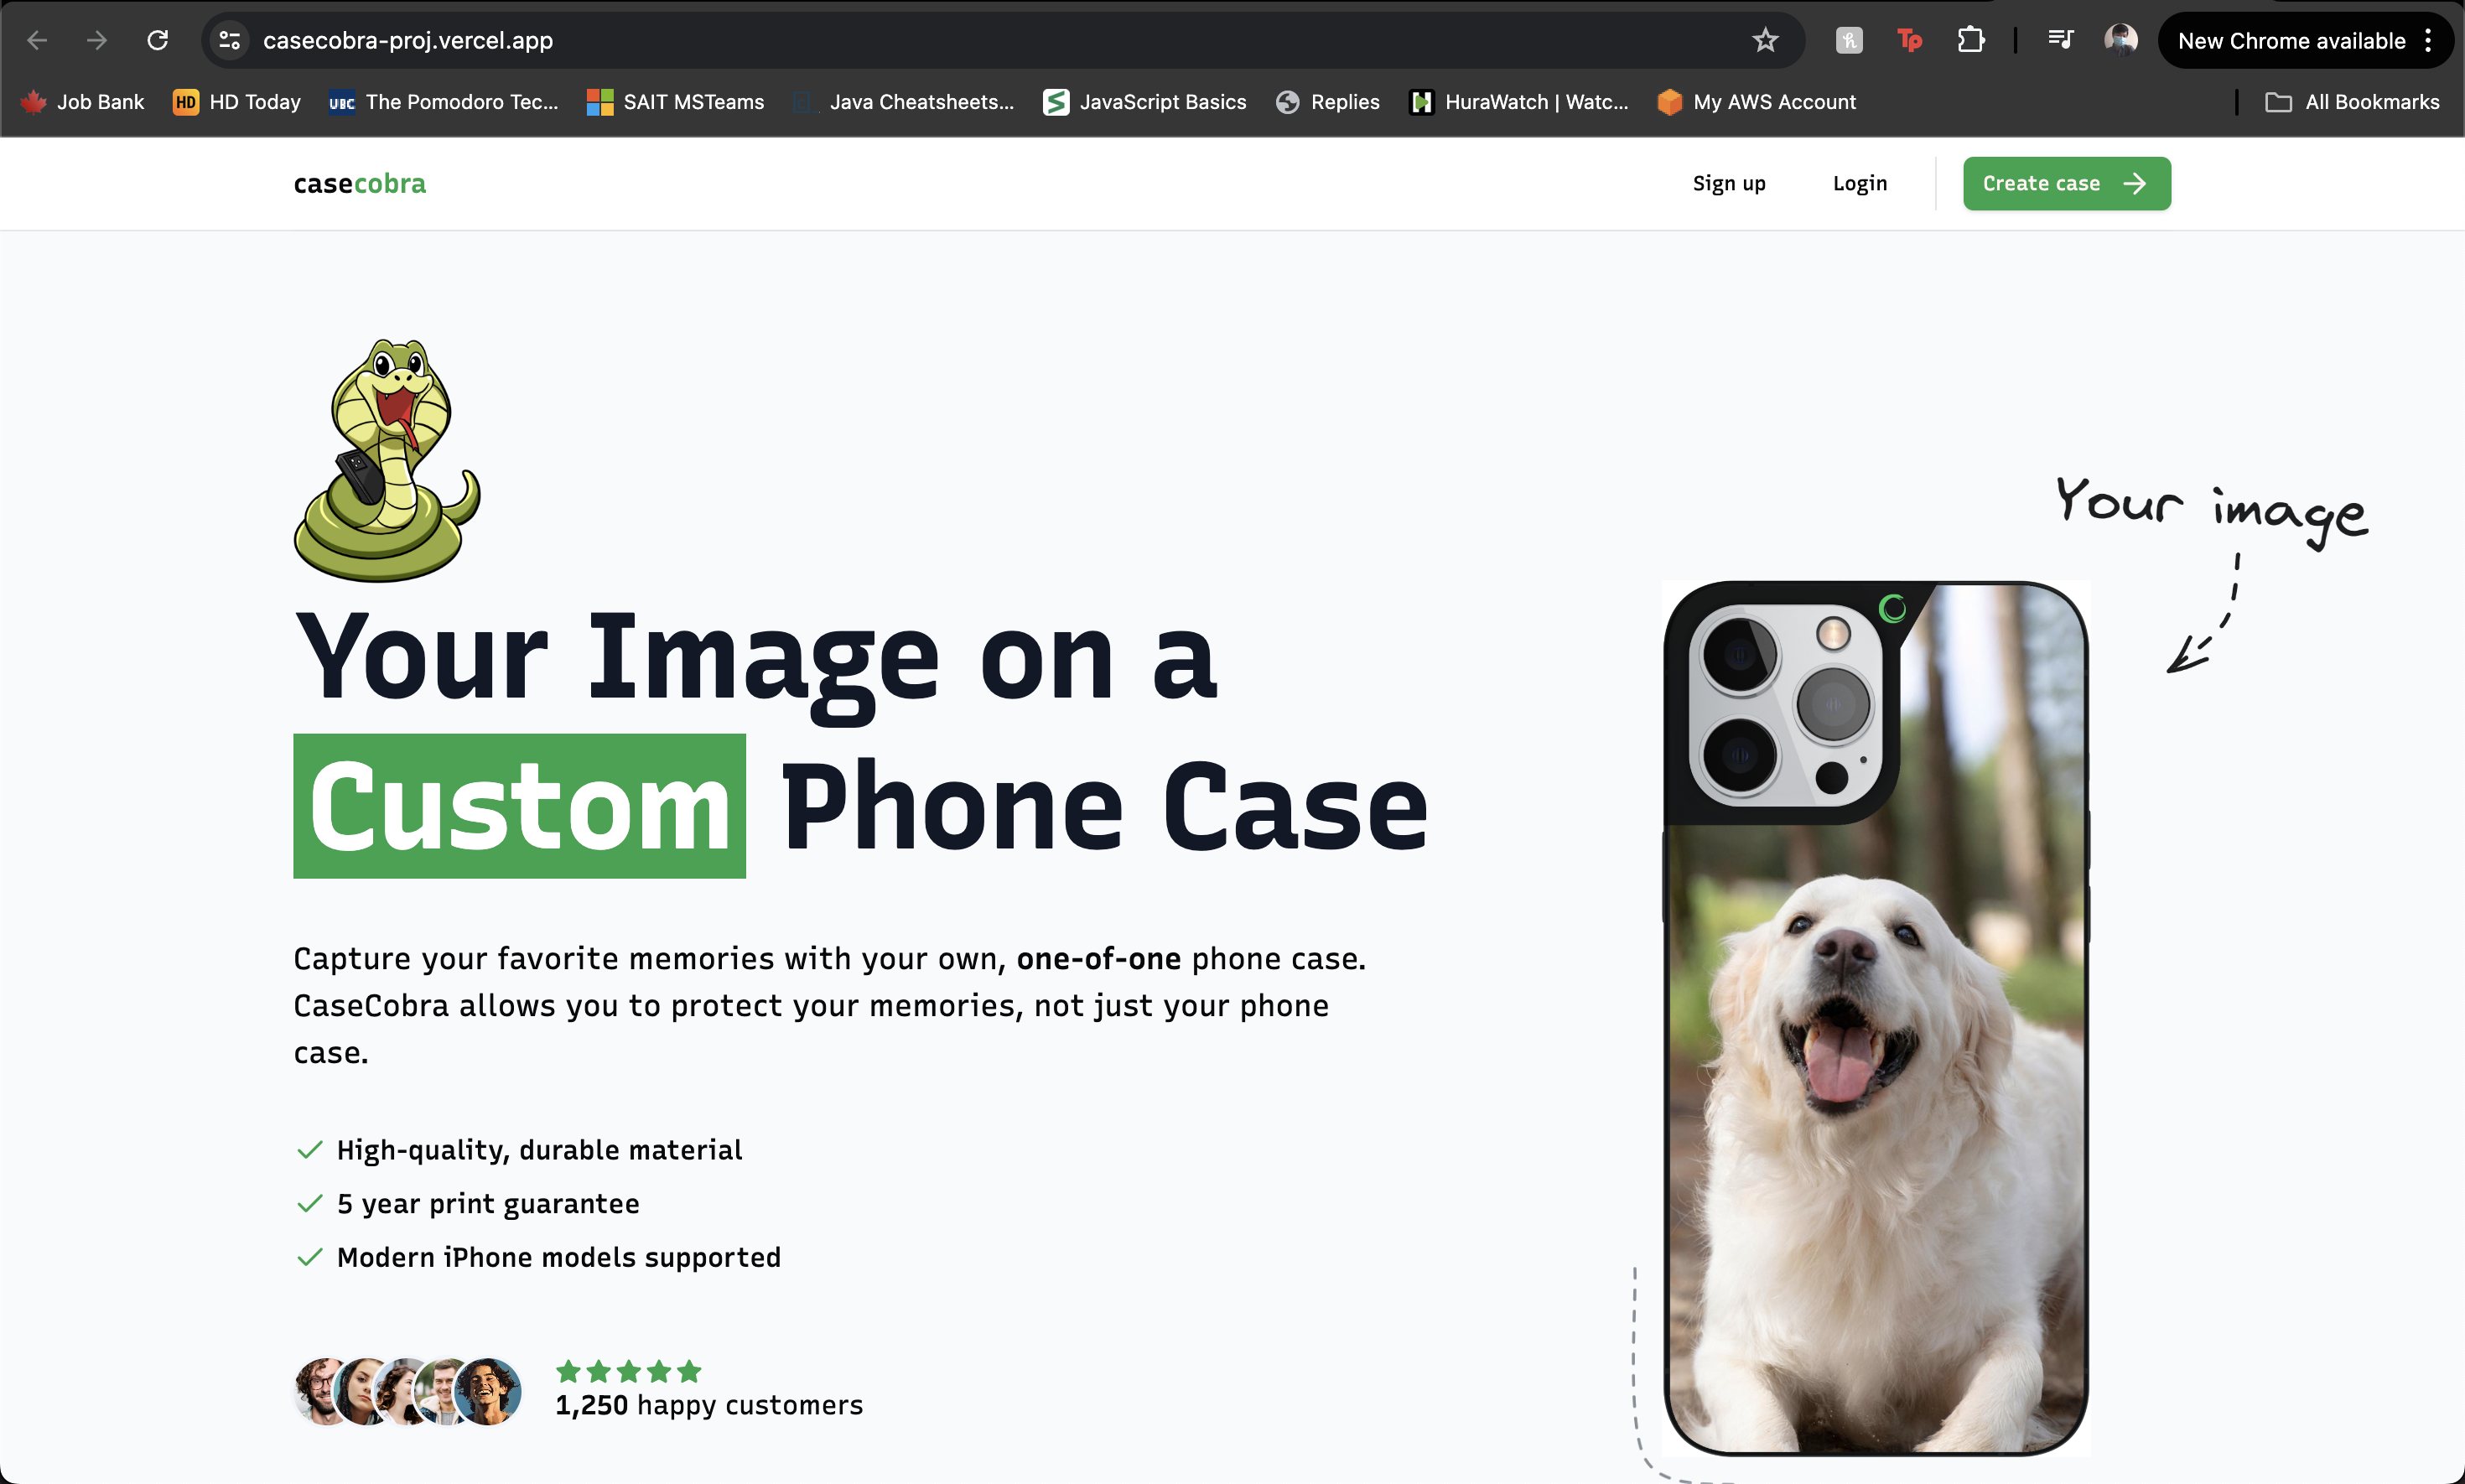 casecobra-proj.vercel.app
New Chrome available
Job Bank
HD Today
The Pomodoro Tec...
SAIT MSTeams
Java Cheatsheets...
JavaScript Basics
Replies
HuraWatch | Watc...
My AWS Account
All Bookmarks
casecobra
Sign up
Login
Create case
Your image
Your Image on a
Custom Phone Case
Capture your favorite memories with your own, one-of-one phone case.
CaseCobra allows you to protect your memories, not just your phone
case.
High-quality, durable material
5 year print guarantee
Modern iPhone models supported
1,250 happy customers